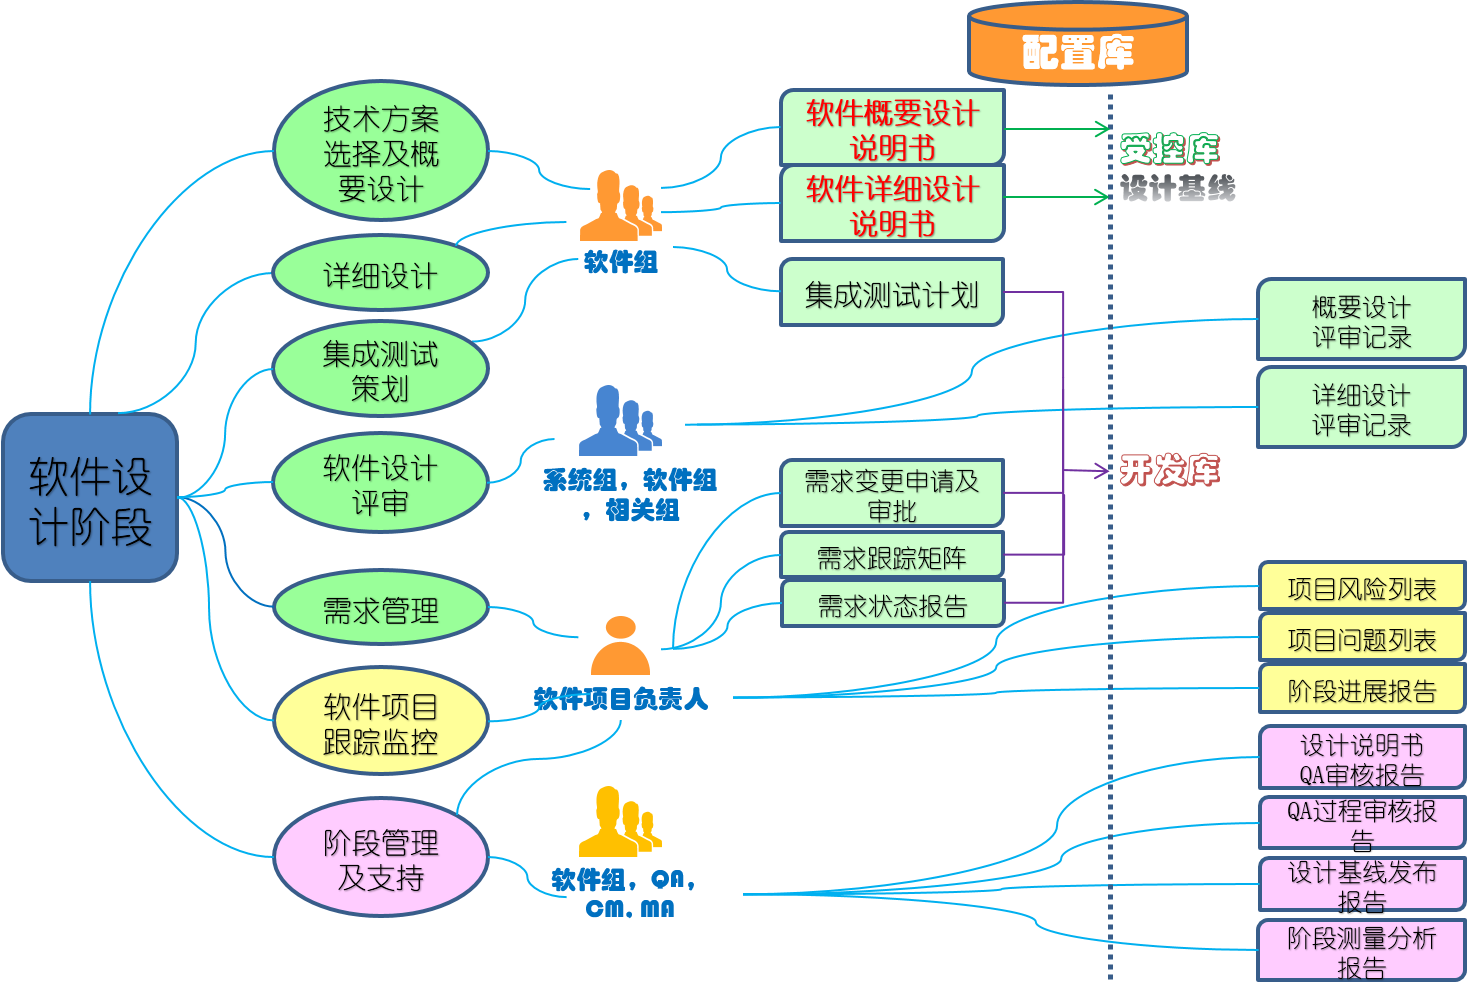 配置库
技术方案
选择及概
要设计
软件概要设计
说明书
受控库
设计基线
软件详细设计
说明书
软件组
详细设计
集成测试计划
概要设计
评审记录
集成测试
策划
详细设计
评审记录
软件设
计阶段
软件设计
评审
系统组，软件组
，相关组
开发库
需求变更申请及
审批
需求跟踪矩阵
需求状态报告
需求管理
项目风险列表
项目问题列表
阶段进展报告
软件项目负责人
软件项目
跟踪监控
设计说明书
QA审核报告
QA过程审核报
告
阶段管理
及支持
软件组，QA，
CM，MA
设计基线发布
报告
阶段测量分析
报告